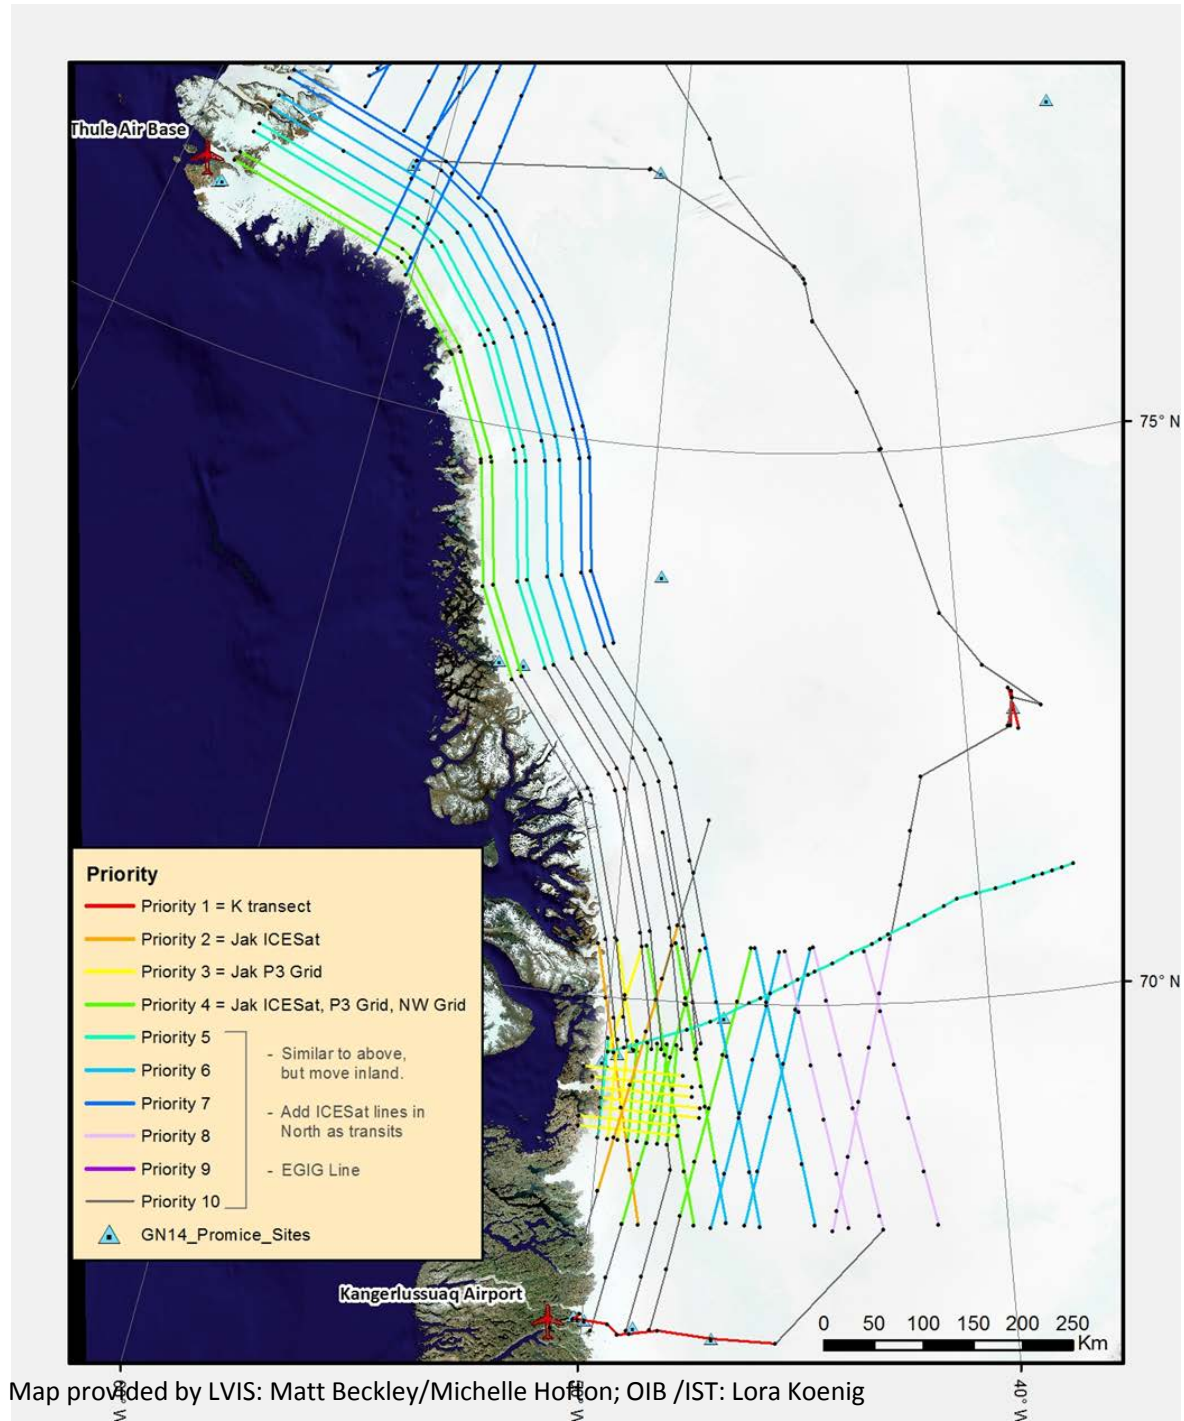 Thule Air Base
75° N
Priority
Priority 1 = K transect
Priority 2 = Jak ICESat
Priority 3 = Jak P3 Grid
Priority 4 = Jak ICESat, P3 Grid, NW Grid
Priority 5
Priority 6
Priority 7
Priority 8
Priority 9
Priority 10
- Similar to above,
but move inland.
- Add ICESat lines in
North as transits
- EGIG Line
GN14_Promice_Sites
70° N
Kangerlussuaq Airport
0 50 100 150 200 250
Km
40° W
Map provided by LVIS: Matt Beckley/Michelle Hofton; OIB /IST: Lora Koenig